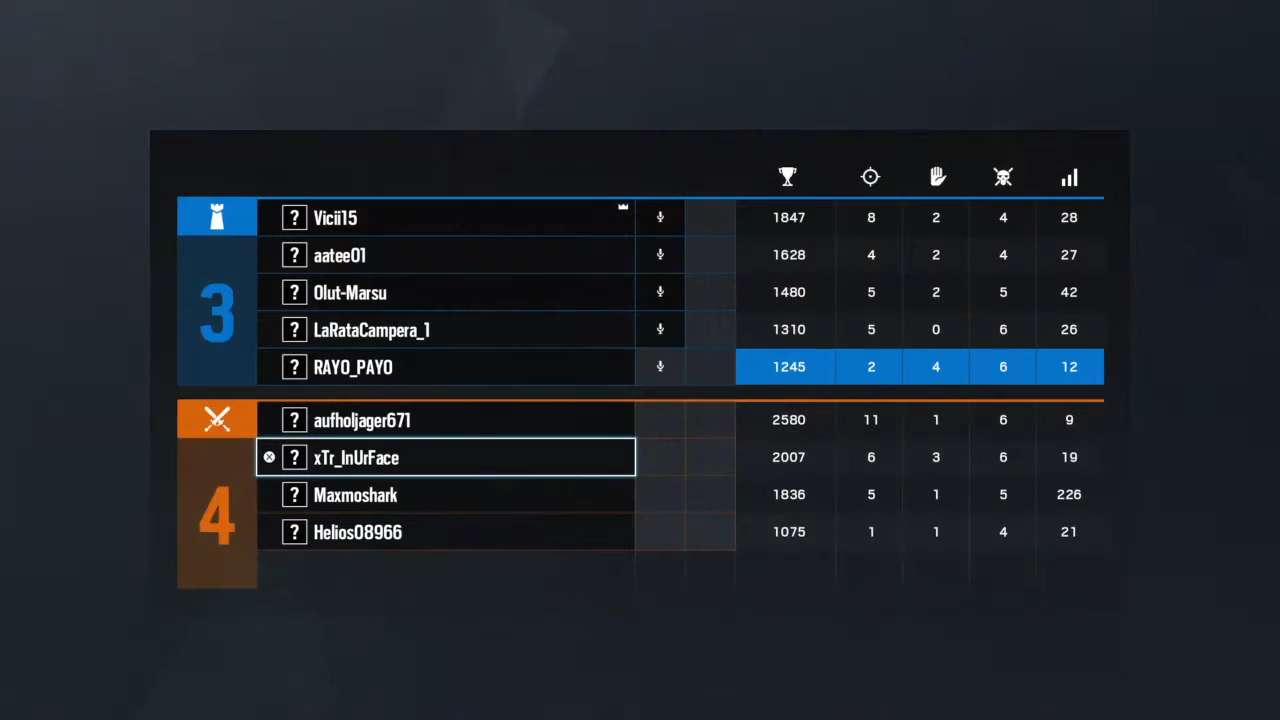 ? Vicii15 1847 8 2 4 28
? aatee01 1628 4 2 4 27
3
? Olut-Marsu 1480 5 2 5 42
? LaRataCampera_1 1310 5 0 6 26
? RAYO_PAYO 1245 2 4 6 12
? aufholjager671 2580 11 1 6 9
? xTr_InUrFace 2007 6 3 6 19
4
? Maxmoshark 1836 5 1 5 226
? Helios08966 1075 1 1 4 21